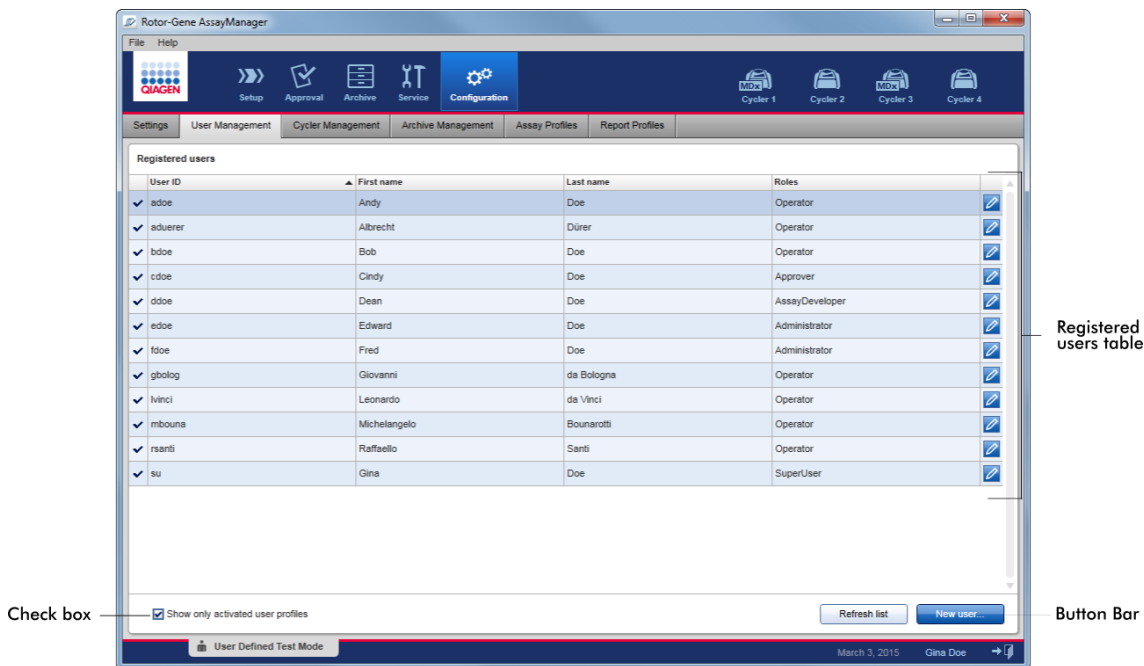 Rotor-Gene AssayManager
File Help
QIAGEN
Setup Approval Archive Service Configuration
MDx MDx
Cycler 1 Cycler 2 Cycler 3 Cycler 4
Settings User Management Cycler Management Archive Management Assay Profiles Report Profiles
Registered users
User ID First name Last name Roles
adoe Andy Doe Operator
aduerer Albrecht Dürer Operator
bdoe Bob Doe Operator
cdoe Cindy Doe Approver
ddoe Dean Doe AssayDeveloper
edoe Edward Doe Administrator
fdoe Fred Doe Administrator
gbolog Giovanni da Bologna Operator
lvinci Leonardo da Vinci Operator
mbouna Michelangelo Bounarotti Operator
rsanti Raffaello Santi Operator
su Gina Doe SuperUser
Registered
users table
Check box
Show only activated user profiles
Refresh list New user...
Button Bar
User Defined Test Mode
March 3, 2015 Gina Doe